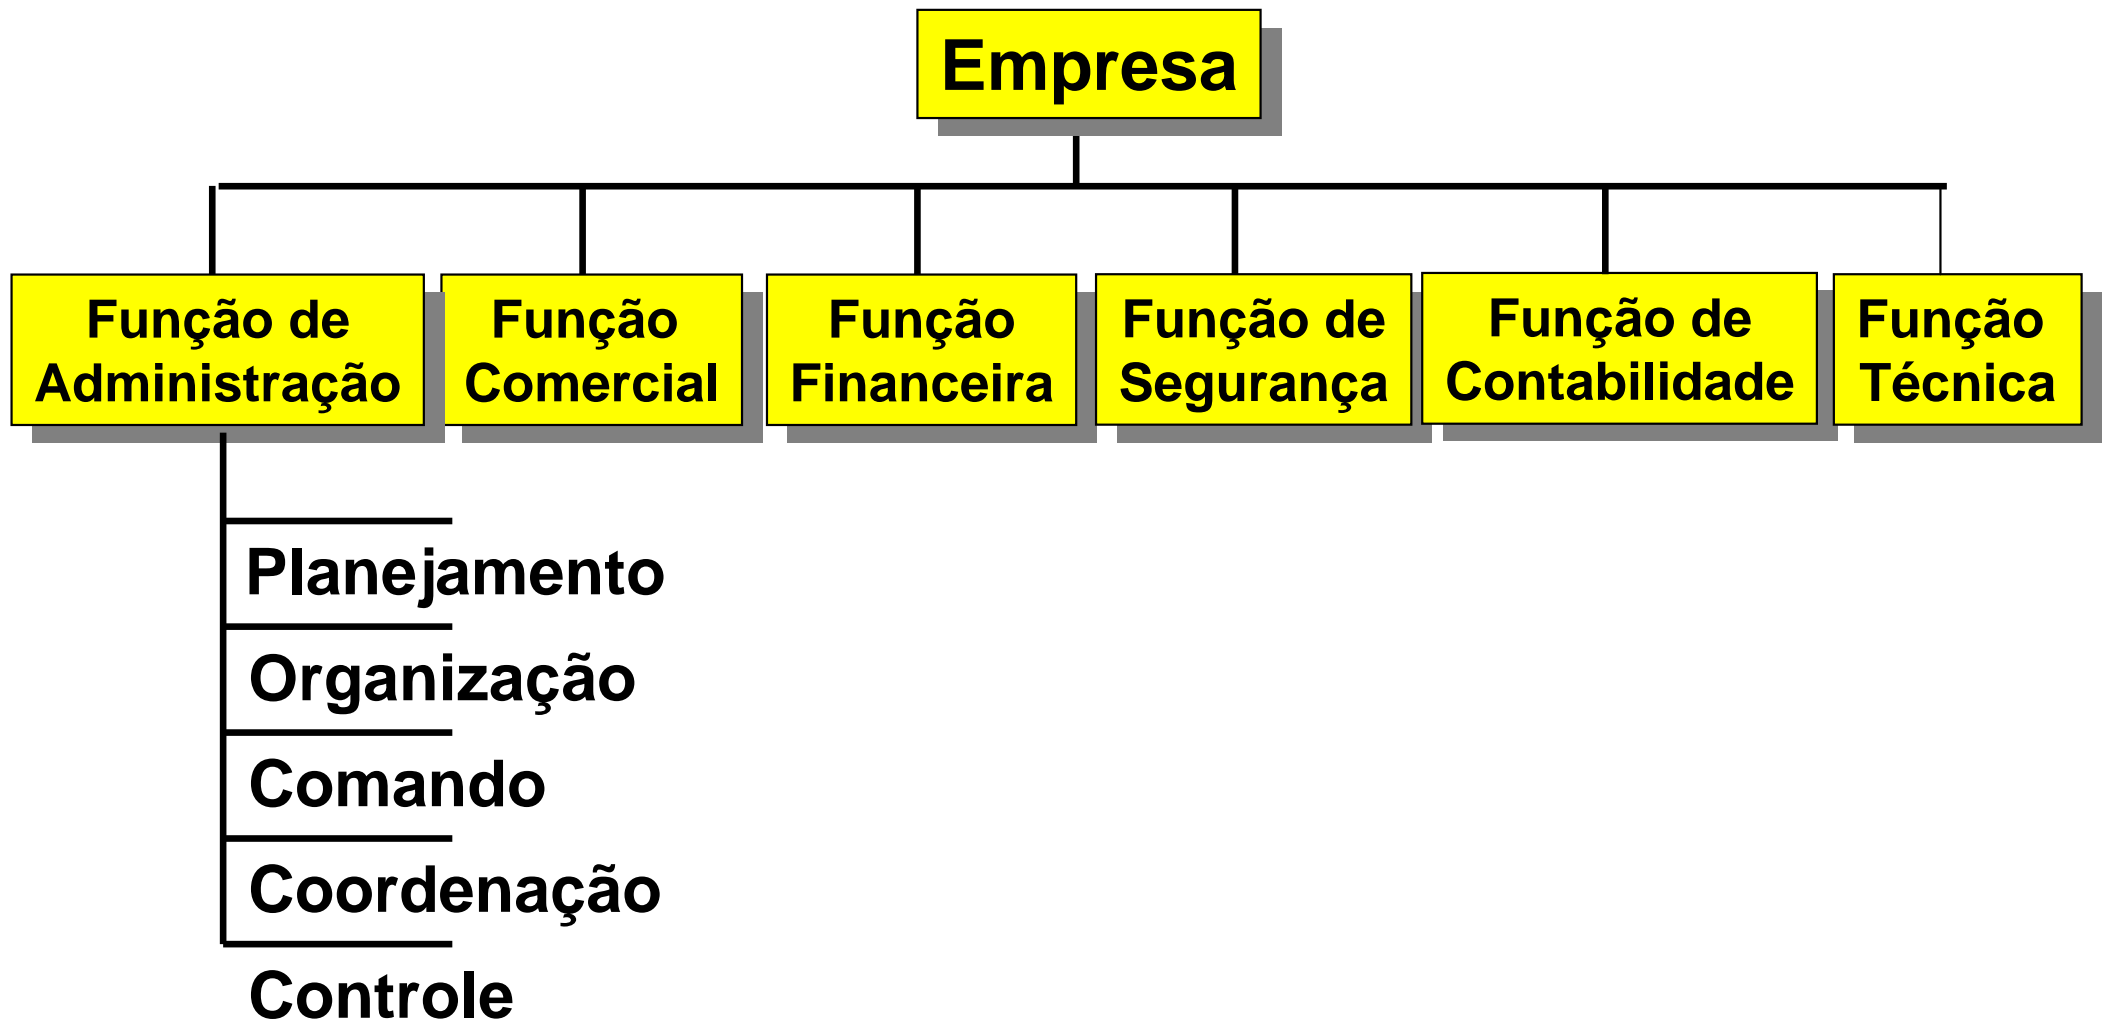 Empresa
Função de
Administração
Função
Comercial
Função
Financeira
Função de
Segurança
Função de
Contabilidade
Função
Técnica
Planejamento
Organização
Comando
Coordenação
Controle